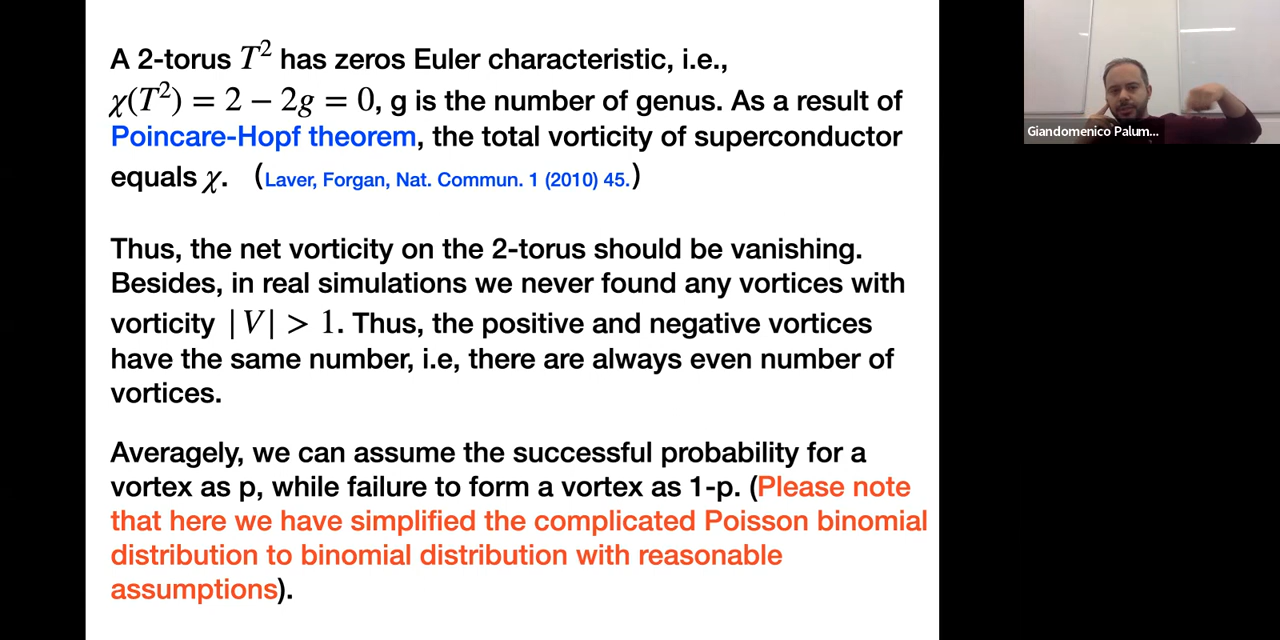 A 2-torus T² has zeros Euler characteristic, i.e.,
χ(T²) = 2 − 2g = 0, g is the number of genus. As a result of
Poincare-Hopf theorem, the total vorticity of superconductor
equals χ. (Laver, Forgan, Nat. Commun. 1 (2010) 45.)
Thus, the net vorticity on the 2-torus should be vanishing.
Besides, in real simulations we never found any vortices with
vorticity |V| > 1. Thus, the positive and negative vortices
have the same number, i.e, there are always even number of
vortices.
Averagely, we can assume the successful probability for a
vortex as p, while failure to form a vortex as 1-p. (Please note
that here we have simplified the complicated Poisson binomial
distribution to binomial distribution with reasonable
assumptions).
Giandomenico Palum...